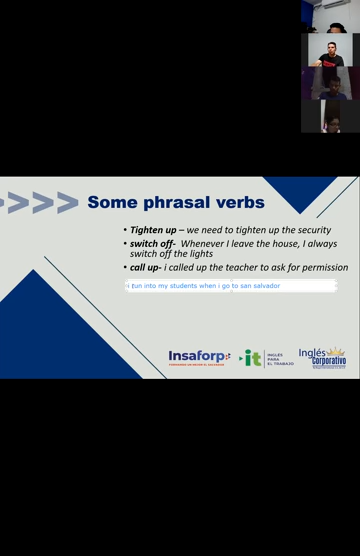 Some phrasal verbs
• Tighten up – we need to tighten up the security
• switch off- Whenever I leave the house, I always
switch off the lights
• call up- i called up the teacher to ask for permission
i tun into my students when i go to san salvador
Insaforp
it INGLÉS
PARA
EL TRABAJO
Inglés
Corporativo